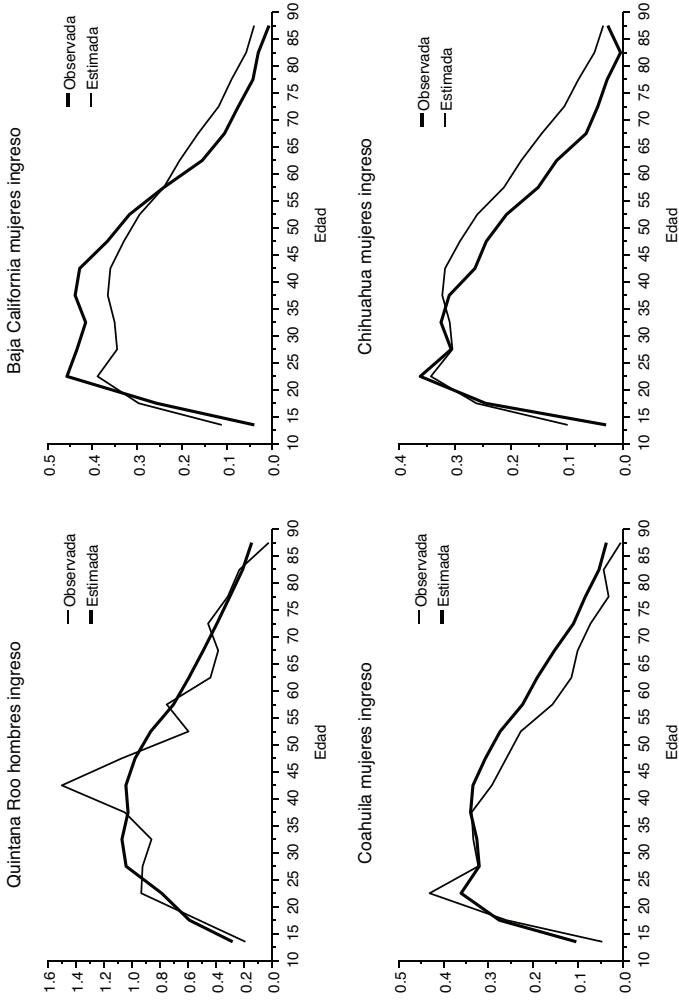 Quintana Roo hombres ingreso
1.6
1.4
1.2
1.0
0.8
0.6
0.4
0.2
0.0
Observada
Estimada
10 15 20 25 30 35 40 45 50 55 60 65 70 75 80 85 90
Edad
Baja California mujeres ingreso
0.5
0.4
0.3
0.2
0.1
0.0
Observada
Estimada
10 15 20 25 30 35 40 45 50 55 60 65 70 75 80 85 90
Edad
Coahuila mujeres ingreso
0.5
0.4
0.3
0.2
0.1
0.0
Observada
Estimada
10 15 20 25 30 35 40 45 50 55 60 65 70 75 80 85 90
Edad
Chihuahua mujeres ingreso
0.4
0.3
0.2
0.1
0.0
Observada
Estimada
10 15 20 25 30 35 40 45 50 55 60 65 70 75 80 85 90
Edad